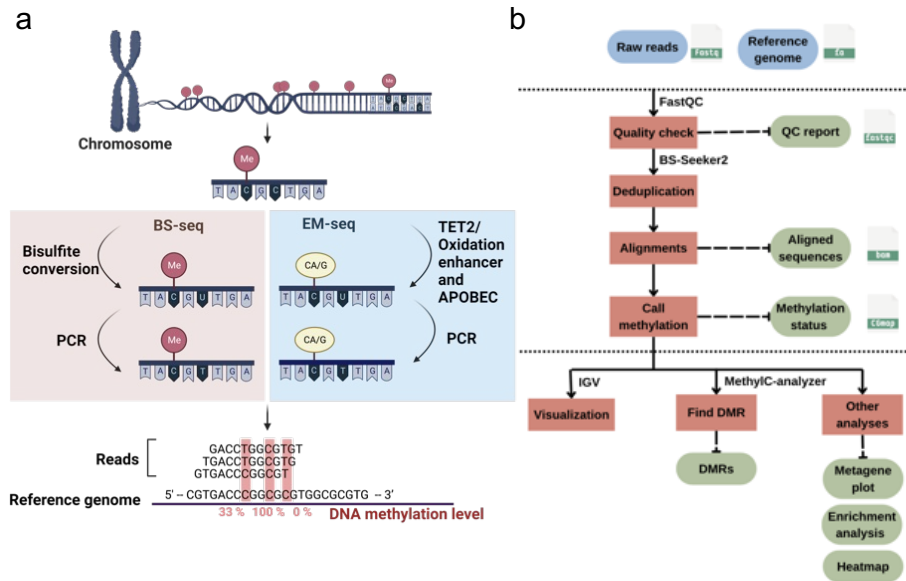 a
Me
Chromosome
Me
T A C G C T G A
BS-seq
Bisulfite
conversion
Me
T A C G U T G A
PCR
Me
T A C G T T G A
EM-seq
TET2/
Oxidation
enhancer
and
APOBEC
CA/G
T A C G U T G A
PCR
CA/G
T A C G T T G A
Reads
GACCTGGCGTGT
TGACCTGGCGTG
GTGACCCGGCGT
Reference genome
5' -- CGTGACCCGGCGCGTGGCGCGTG -- 3'
33 % 100 % 0 %
DNA methylation level
b
Raw reads
Fastq
Reference
genome
fa
FastQC
Quality check
QC report
fastqc
BS-Seeker2
Deduplication
Alignments
Aligned
sequences
bam
Call
methylation
Methylation
status
CGmap
IGV
MethylC-analyzer
Visualization
Find DMR
Other
analyses
DMRs
Metagene
plot
Enrichment
analysis
Heatmap